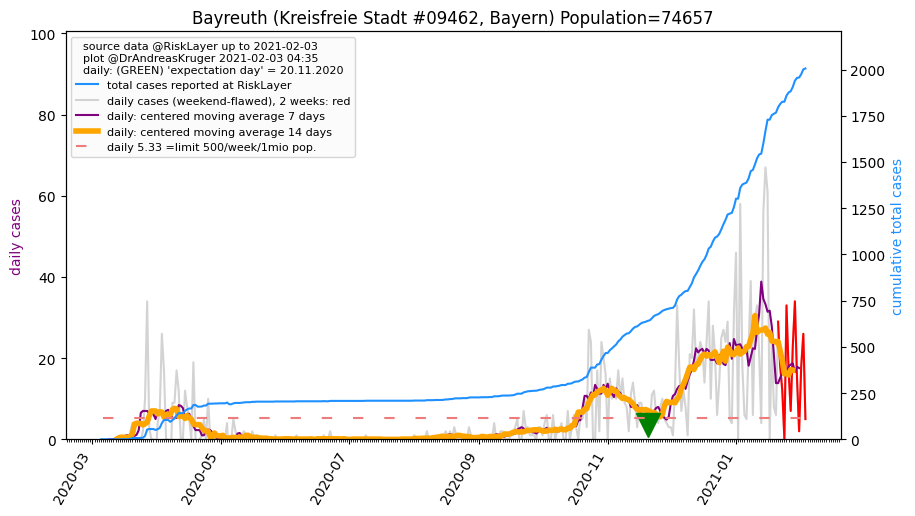 Bayreuth (Kreisfreie Stadt #09462, Bayern) Population=74657
source data @RiskLayer up to 2021-02-03
plot @DrAndreasKruger 2021-02-03 04:35
daily: (GREEN) 'expectation day' = 20.11.2020
total cases reported at RiskLayer
daily cases (weekend-flawed), 2 weeks: red
daily: centered moving average 7 days
daily: centered moving average 14 days
daily 5.33 =limit 500/week/1mio pop.
daily cases
100
80
60
40
20
0
cumulative total cases
2000
1750
1500
1250
1000
750
500
250
0
2020-03
2020-05
2020-07
2020-09
2020-11
2021-01